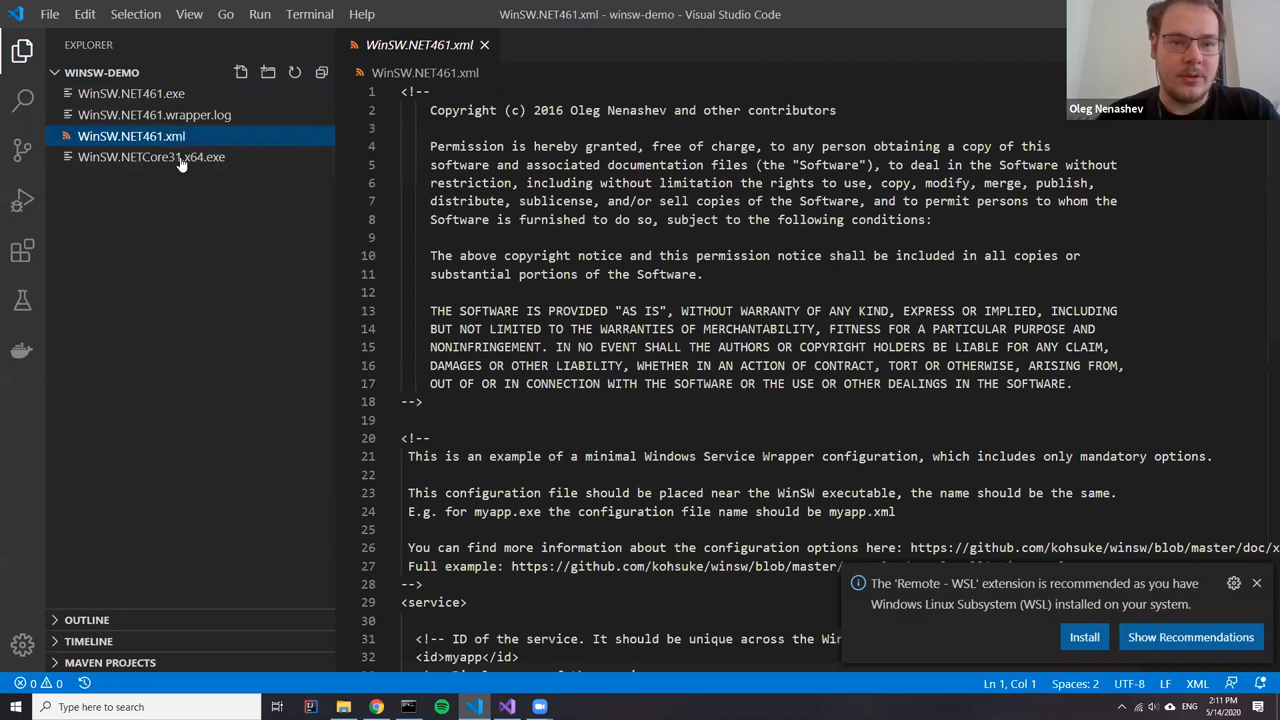 File Edit Selection View Go Run Terminal Help
WinSW.NET461.xml - winsw-demo - Visual Studio Code
Oleg Nenashev
EXPLORER
WINSW-DEMO
WinSW.NET461.exe
WinSW.NET461.wrapper.log
WinSW.NET461.xml
WinSW.NETCore31.x64.exe
OUTLINE
TIMELINE
MAVEN PROJECTS
WinSW.NET461.xml
WinSW.NET461.xml
1 <!--
2 Copyright (c) 2016 Oleg Nenashev and other contributors
3
4 Permission is hereby granted, free of charge, to any person obtaining a copy of this
5 software and associated documentation files (the "Software"), to deal in the Software without
6 restriction, including without limitation the rights to use, copy, modify, merge, publish,
7 distribute, sublicense, and/or sell copies of the Software, and to permit persons to whom the
8 Software is furnished to do so, subject to the following conditions:
9
10 The above copyright notice and this permission notice shall be included in all copies or
11 substantial portions of the Software.
12
13 THE SOFTWARE IS PROVIDED "AS IS", WITHOUT WARRANTY OF ANY KIND, EXPRESS OR IMPLIED, INCLUDING
14 BUT NOT LIMITED TO THE WARRANTIES OF MERCHANTABILITY, FITNESS FOR A PARTICULAR PURPOSE AND
15 NONINFRINGEMENT. IN NO EVENT SHALL THE AUTHORS OR COPYRIGHT HOLDERS BE LIABLE FOR ANY CLAIM,
16 DAMAGES OR OTHER LIABILITY, WHETHER IN AN ACTION OF CONTRACT, TORT OR OTHERWISE, ARISING FROM,
17 OUT OF OR IN CONNECTION WITH THE SOFTWARE OR THE USE OR OTHER DEALINGS IN THE SOFTWARE.
18 -->
19
20 <!--
21 This is an example of a minimal Windows Service Wrapper configuration, which includes only mandatory options.
22
23 This configuration file should be placed near the WinSW executable, the name should be the same.
24 E.g. for myapp.exe the configuration file name should be myapp.xml
25
26 You can find more information about the configuration options here: https://github.com/kohsuke/winsw/blob/master/doc/x
27 Full example: https://github.com/kohsuke/winsw/blob/master/
28 -->
29 <service>
30
31 <!-- ID of the service. It should be unique across the Wi
32 <id>myapp</id>
The 'Remote - WSL' extension is recommended as you have
Windows Linux Subsystem (WSL) installed on your system.
Install Show Recommendations
0 0
Ln 1, Col 1 Spaces: 2 UTF-8 LF XML
Type here to search
ENG
2:11 PM
5/14/2020